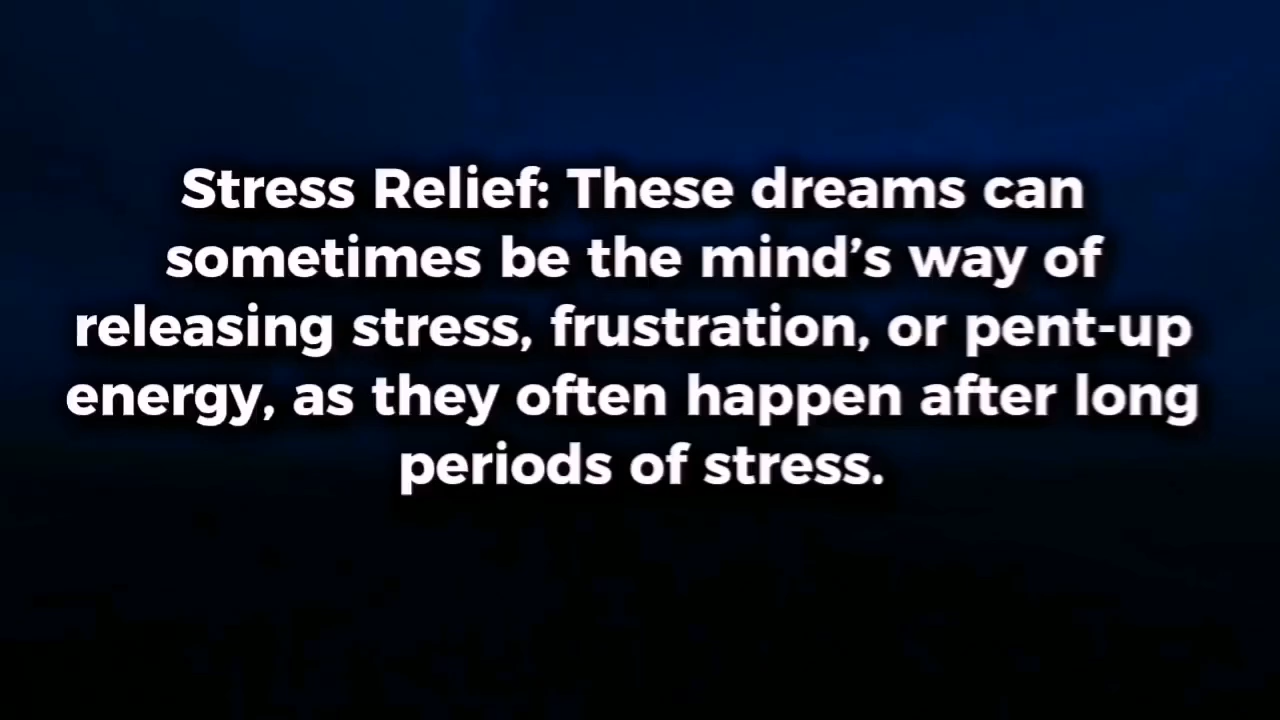 Stress Relief: These dreams can
sometimes be the mind’s way of
releasing stress, frustration, or pent-up
energy, as they often happen after long
periods of stress.